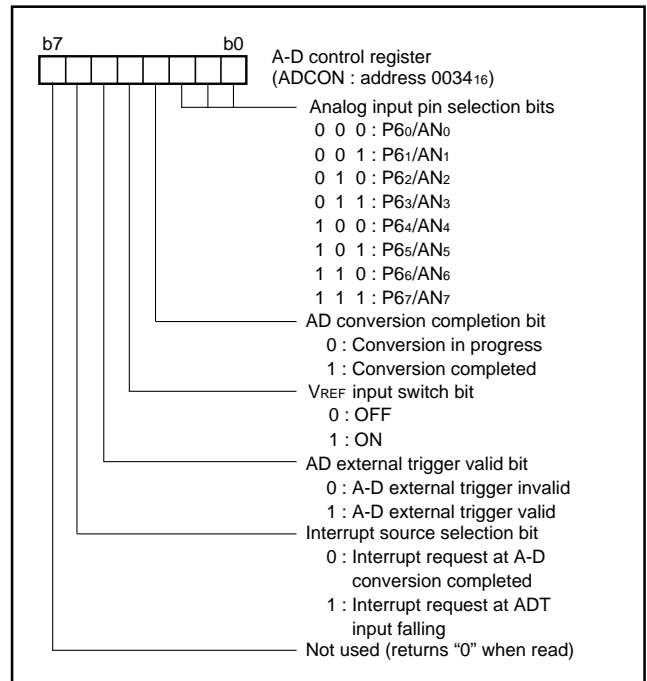 b7 b0
A-D control register
(ADCON : address 003416)
Analog input pin selection bits
0 0 0 : P60/AN0
0 0 1 : P61/AN1
0 1 0 : P62/AN2
0 1 1 : P63/AN3
1 0 0 : P64/AN4
1 0 1 : P65/AN5
1 1 0 : P66/AN6
1 1 1 : P67/AN7
AD conversion completion bit
0 : Conversion in progress
1 : Conversion completed
VREF input switch bit
0 : OFF
1 : ON
AD external trigger valid bit
0 : A-D external trigger invalid
1 : A-D external trigger valid
Interrupt source selection bit
0 : Interrupt request at A-D
conversion completed
1 : Interrupt request at ADT
input falling
Not used (returns “0” when read)